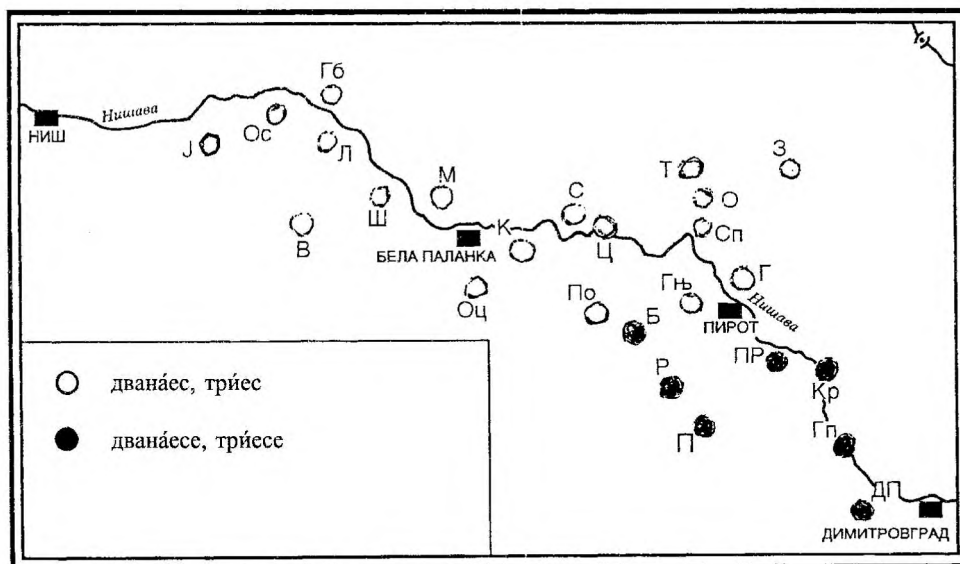 Гб
Нишава
НИШ
Ос
Ј
Л
Т
З
М
О
Ш
С
К
Ц
Сп
В
БЕЛА ПАЛАНКА
Г
Гњ
По
Оц
Нишава
Б
ПИРОТ
ПР
Р
Кр
П
Гп
ДП
ДИМИТРОВГРАД
двана́ес, три́ес
двана́есе, три́есе